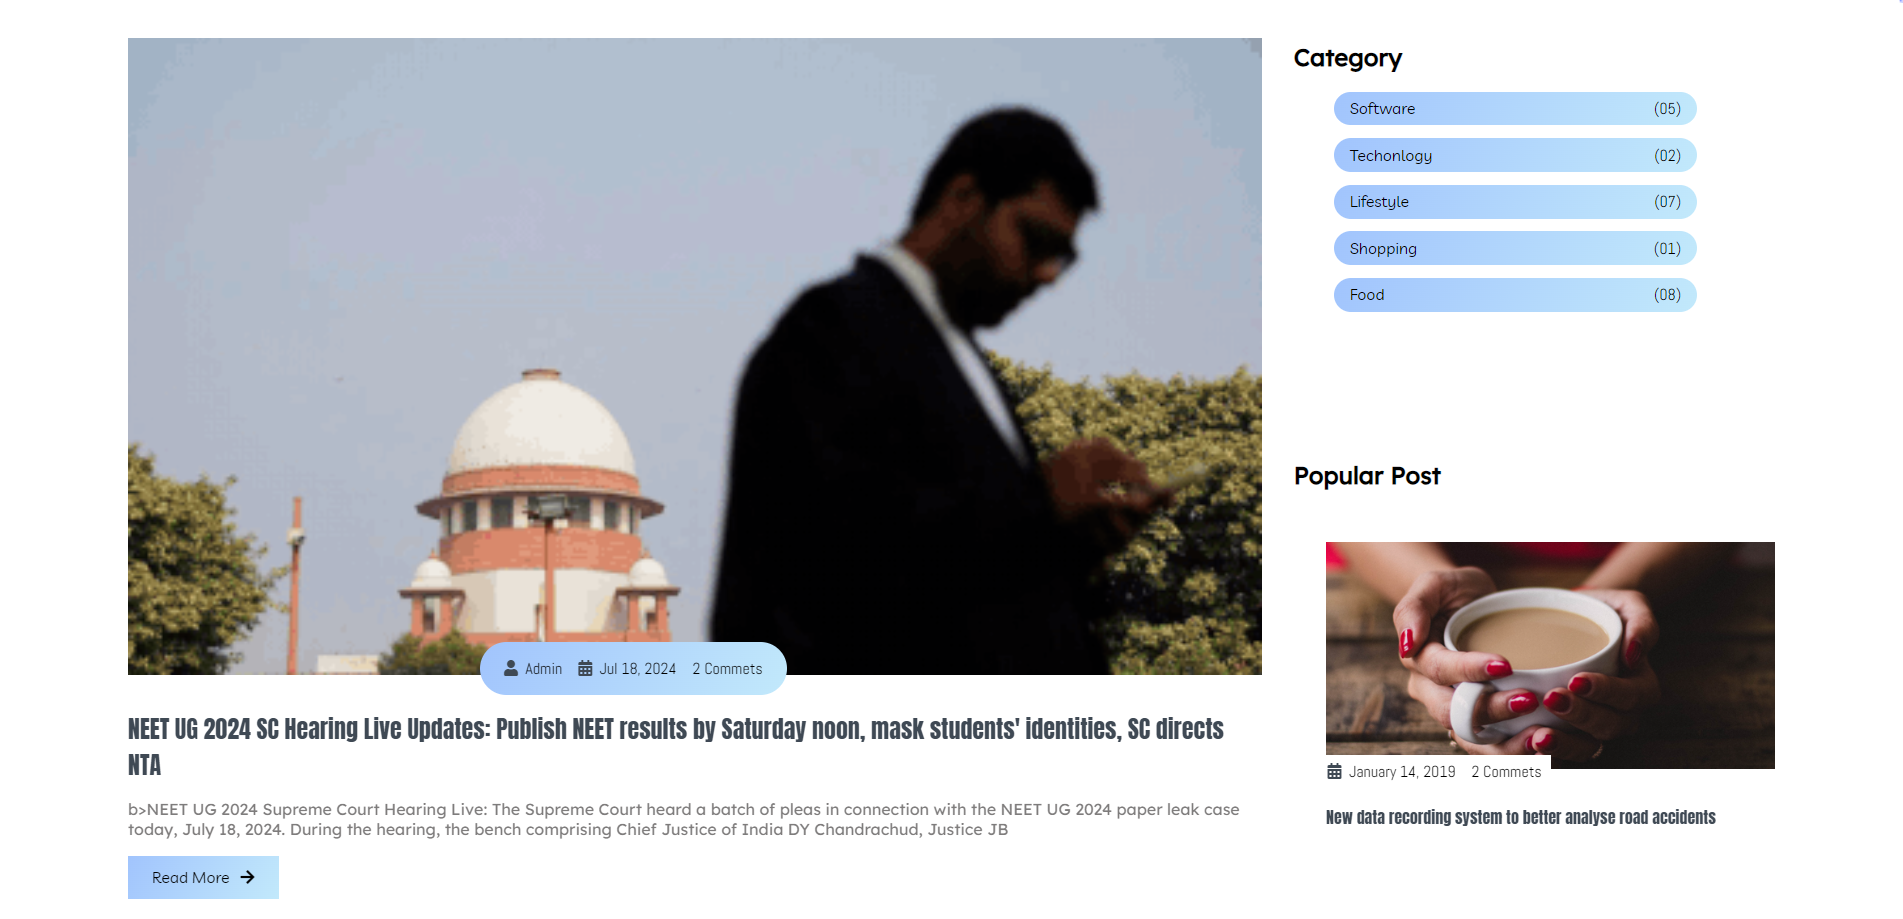 Category
Software (05)
Techonlogy (02)
Lifestyle (07)
Shopping (01)
Food (08)
Admin Jul 18, 2024 2 Commets
NEET UG 2024 SC Hearing Live Updates: Publish NEET results by Saturday noon, mask students' identities, SC directs
NTA
b>NEET UG 2024 Supreme Court Hearing Live: The Supreme Court heard a batch of pleas in connection with the NEET UG 2024 paper leak case
today, July 18, 2024. During the hearing, the bench comprising Chief Justice of India DY Chandrachud, Justice JB
Read More
Popular Post
January 14, 2019 2 Commets
New data recording system to better analyse road accidents